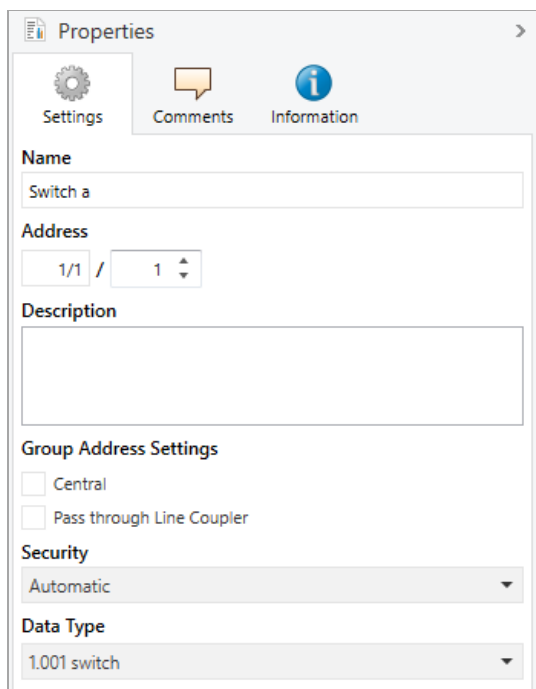 Properties
Settings Comments Information
Name
Switch a
Address
1/1 / 1
Description
Group Address Settings
Central
Pass through Line Coupler
Security
Automatic
Data Type
1.001 switch